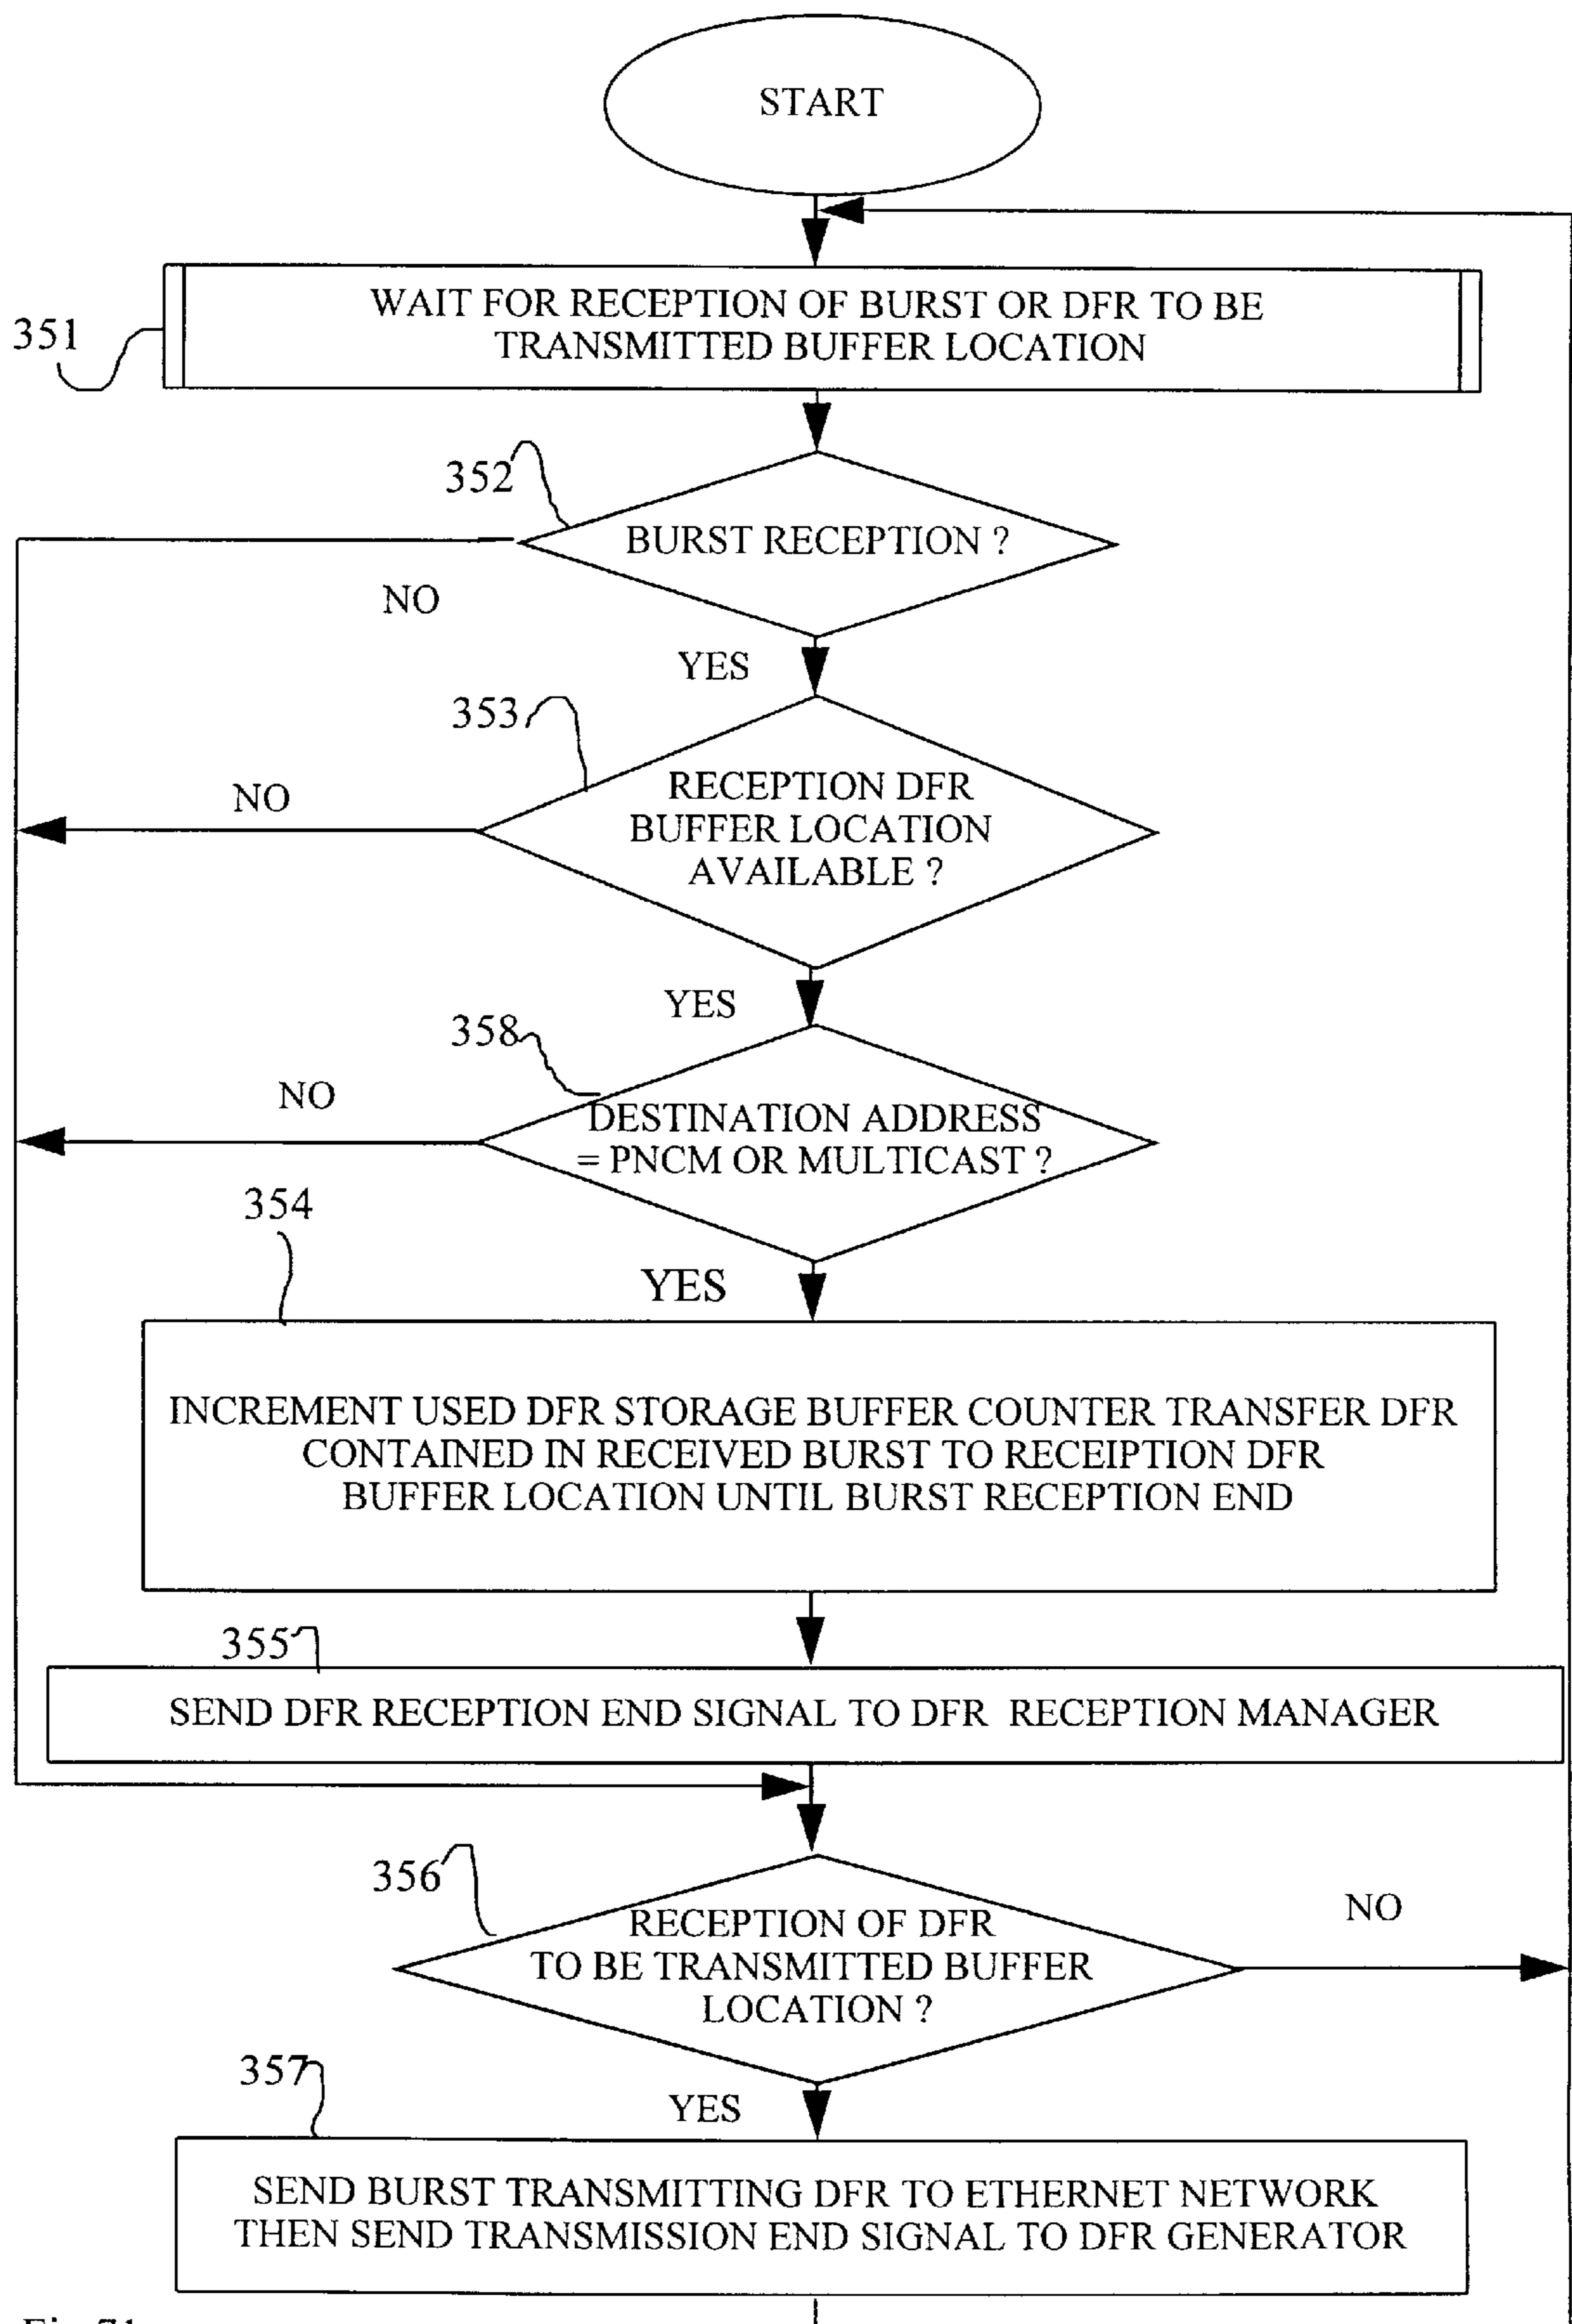 START
WAIT FOR RECEPTION OF BURST OR DFR TO BE
TRANSMITTED BUFFER LOCATION
351
352
BURST RECEPTION ?
NO
YES
353
RECEPTION DFR
BUFFER LOCATION
AVAILABLE ?
NO
YES
358
DESTINATION ADDRESS
= PNCM OR MULTICAST ?
NO
354
YES
INCREMENT USED DFR STORAGE BUFFER COUNTER TRANSFER DFR
CONTAINED IN RECEIVED BURST TO RECEIPTION DFR
BUFFER LOCATION UNTIL BURST RECEPTION END
355
SEND DFR RECEPTION END SIGNAL TO DFR RECEPTION MANAGER
356
RECEPTION OF DFR
TO BE TRANSMITTED BUFFER
LOCATION ?
NO
357
YES
SEND BURST TRANSMITTING DFR TO ETHERNET NETWORK
THEN SEND TRANSMISSION END SIGNAL TO DFR GENERATOR